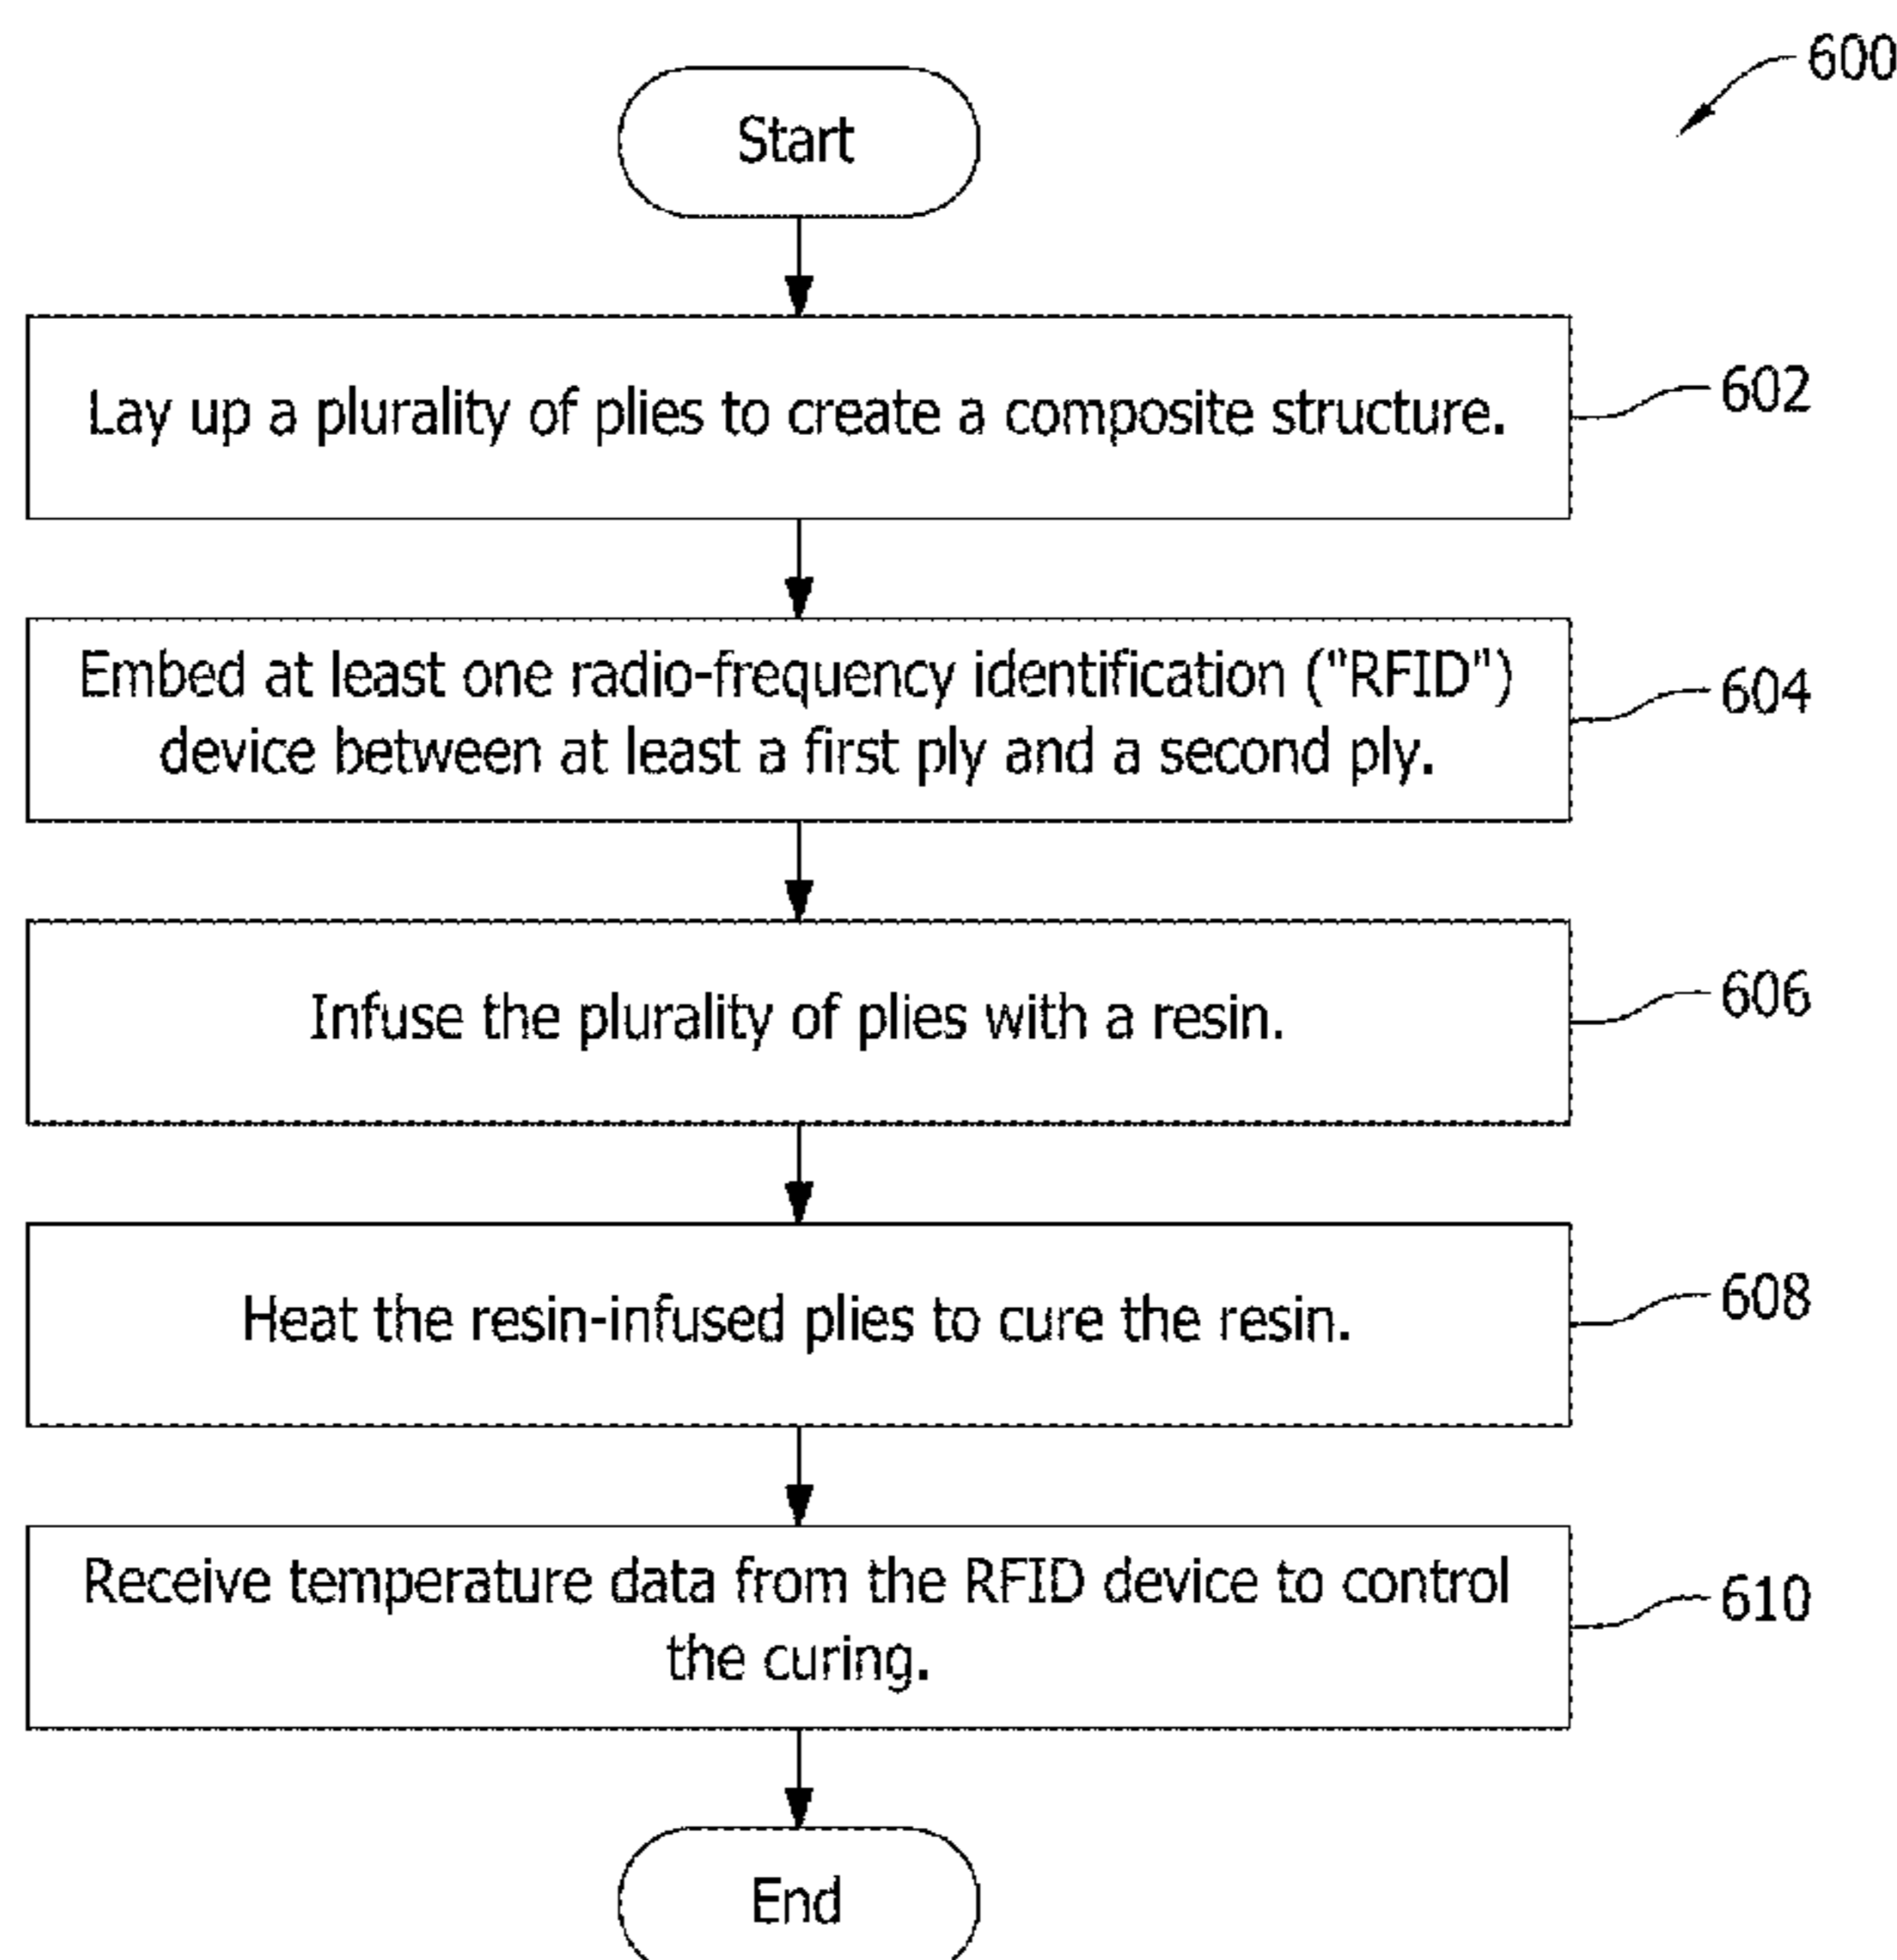 600
Start
Lay up a plurality of plies to create a composite structure.
602
Embed at least one radio-frequency identification ("RFID")
device between at least a first ply and a second ply.
604
Infuse the plurality of plies with a resin.
606
Heat the resin-infused plies to cure the resin.
608
Receive temperature data from the RFID device to control
the curing.
610
End